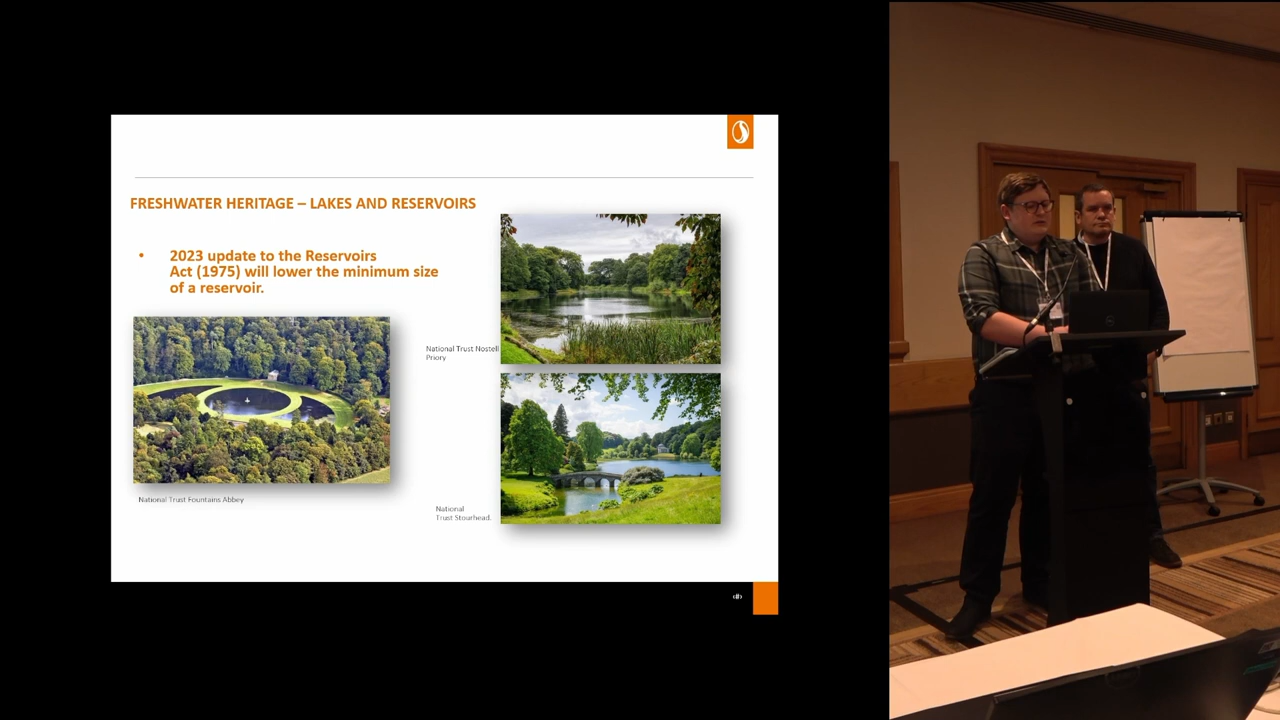 FRESHWATER HERITAGE – LAKES AND RESERVOIRS
• 2023 update to the Reservoirs
Act (1975) will lower the minimum size
of a reservoir.
National Trust Nostell
Priory
National Trust Fountains Abbey
National
Trust Stourhead.